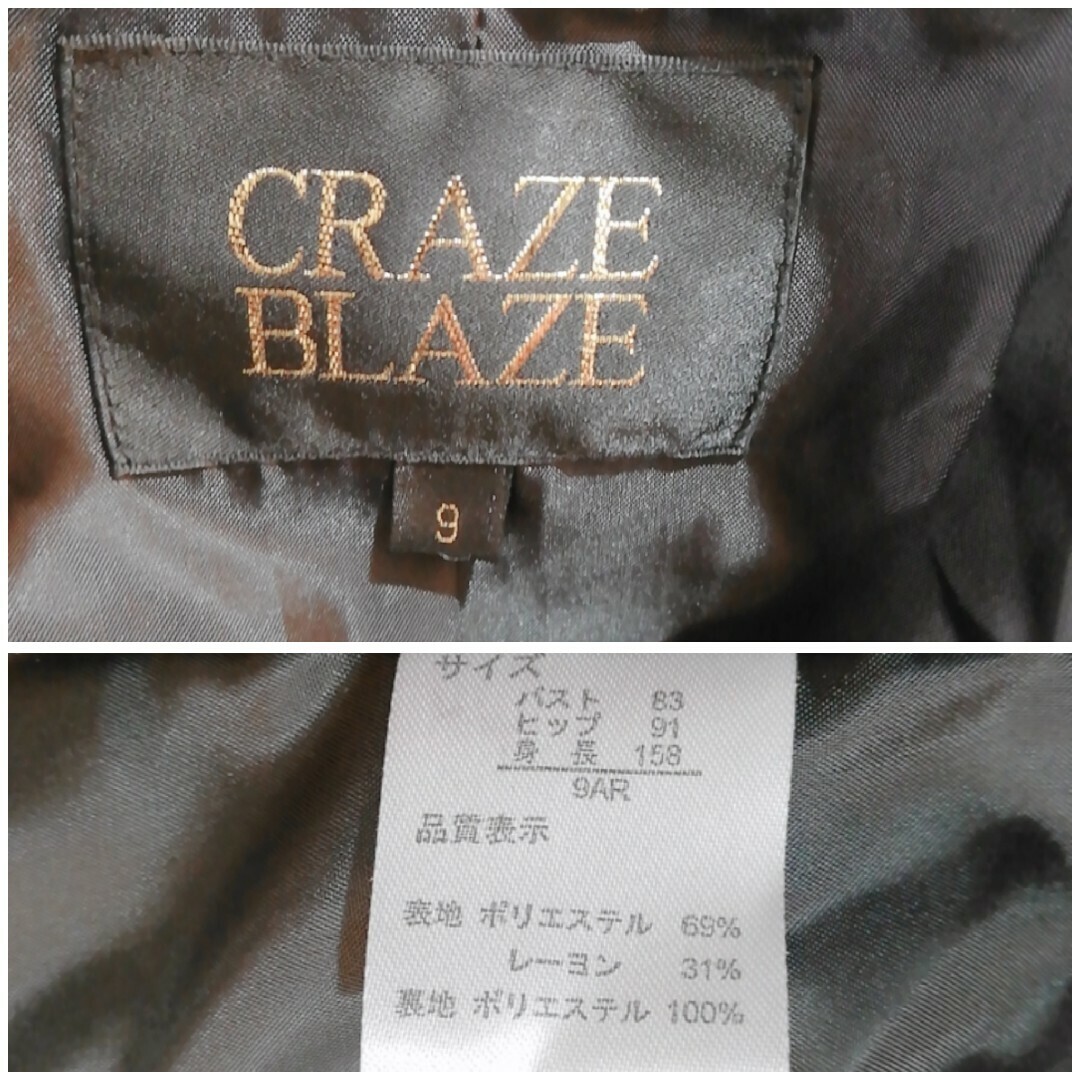 CRAZE
BLAZE
9
サイズ
バスト 83
ヒップ 91
身長 158
9AR
品質表示
表地 ポリエステル 69%
レーヨン 31%
裏地 ポリエステル 100%